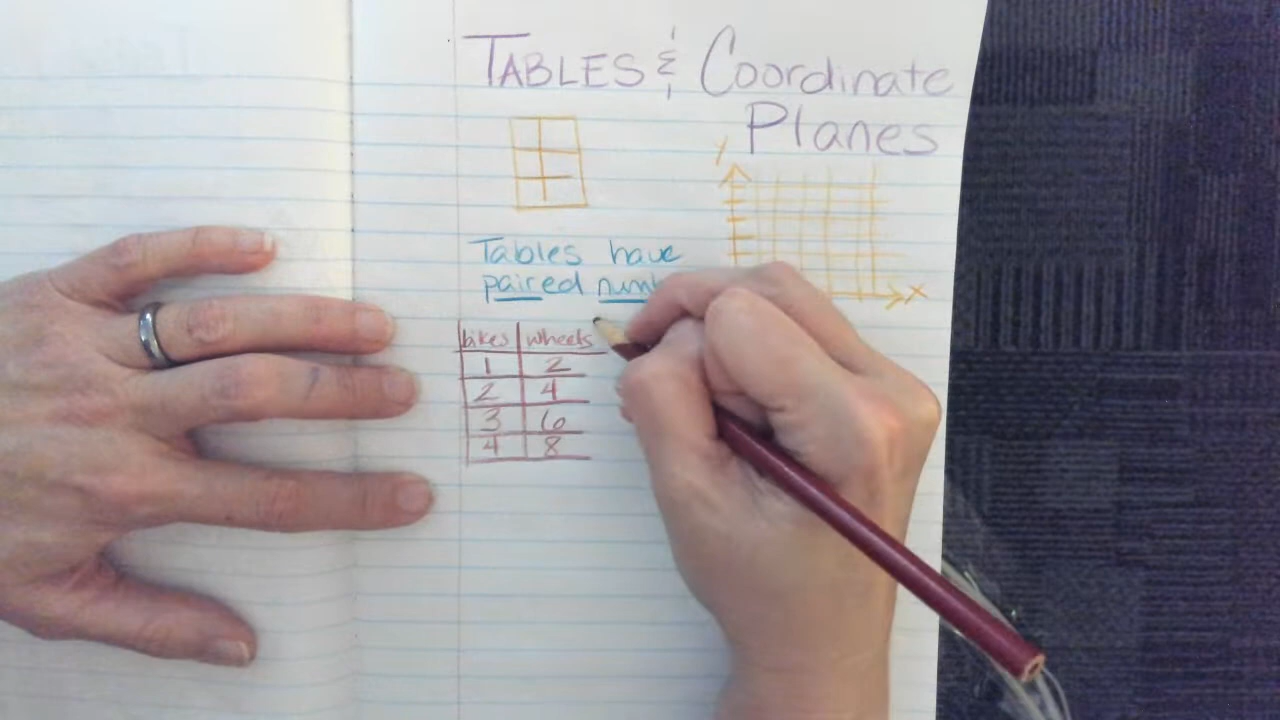 TABLES & Coordinate
Planes
Y
Tables have
paired
X
bikes wheels
1 2
2 4
3 6
4 8